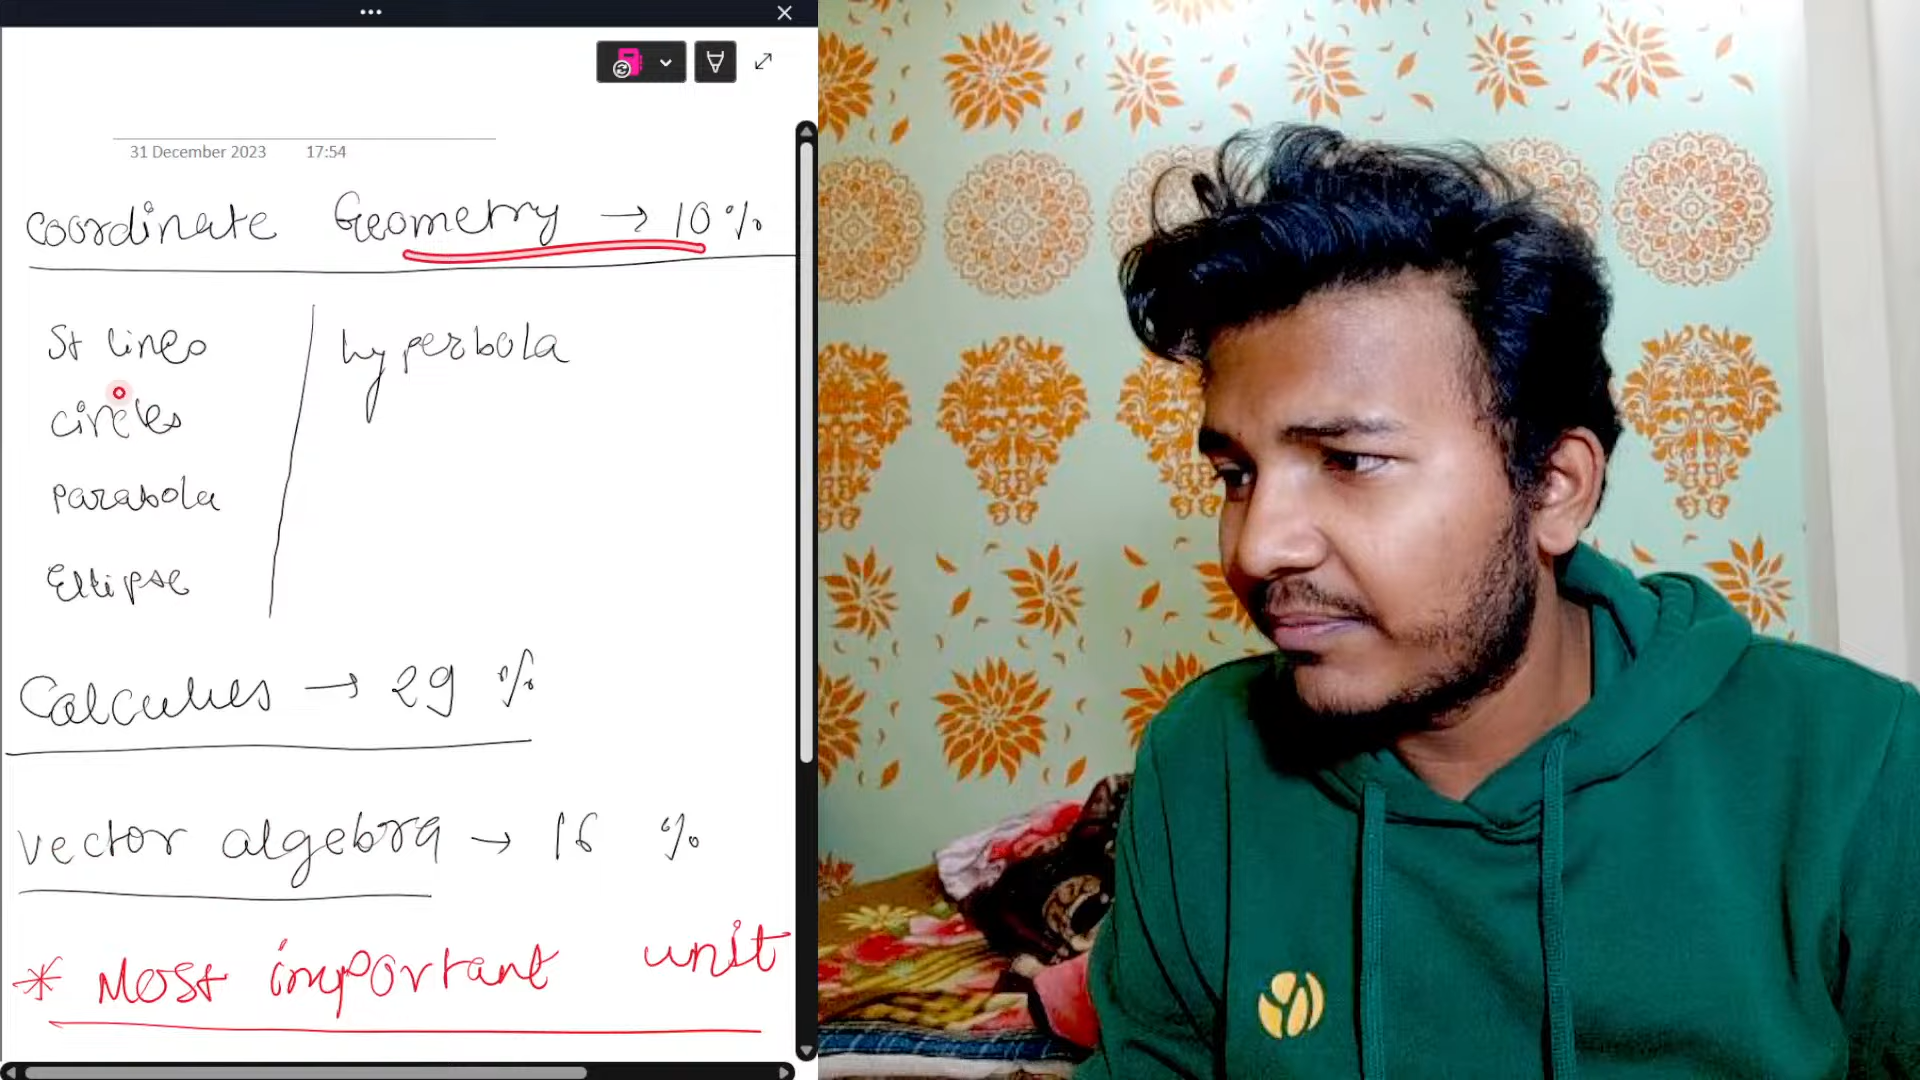 31 December 2023 17:54
Coordinate Geometry → 10%
St lines
circles
Parabola
Ellipse
hyperbola
Calculus → 29 %
vector algebra → 16 %
* Most important unit